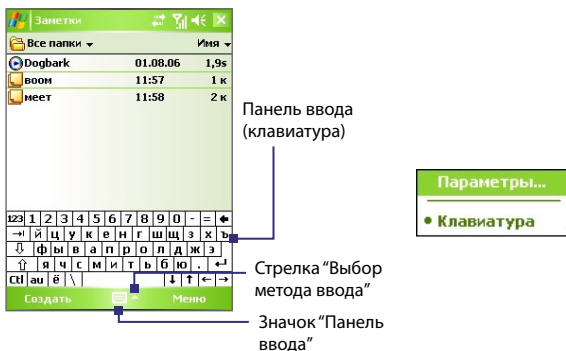 Заметки
Все папки Имя
Dogbark 01.08.06 1,9s
воом 11:57 1 к
меет 11:58 2 к
123 1 2 3 4 5 6 7 8 9 0 - =
й ц у к е н г ш щ з х ъ
ф ы в а п р о л д ж э
я ч с м и т ь б ю .
Ctl au ё \
Создать Меню
Панель ввода
(клавиатура)
Стрелка “Выбор
метода ввода”
Значок “Панель
ввода”
Параметры...
• Клавиатура